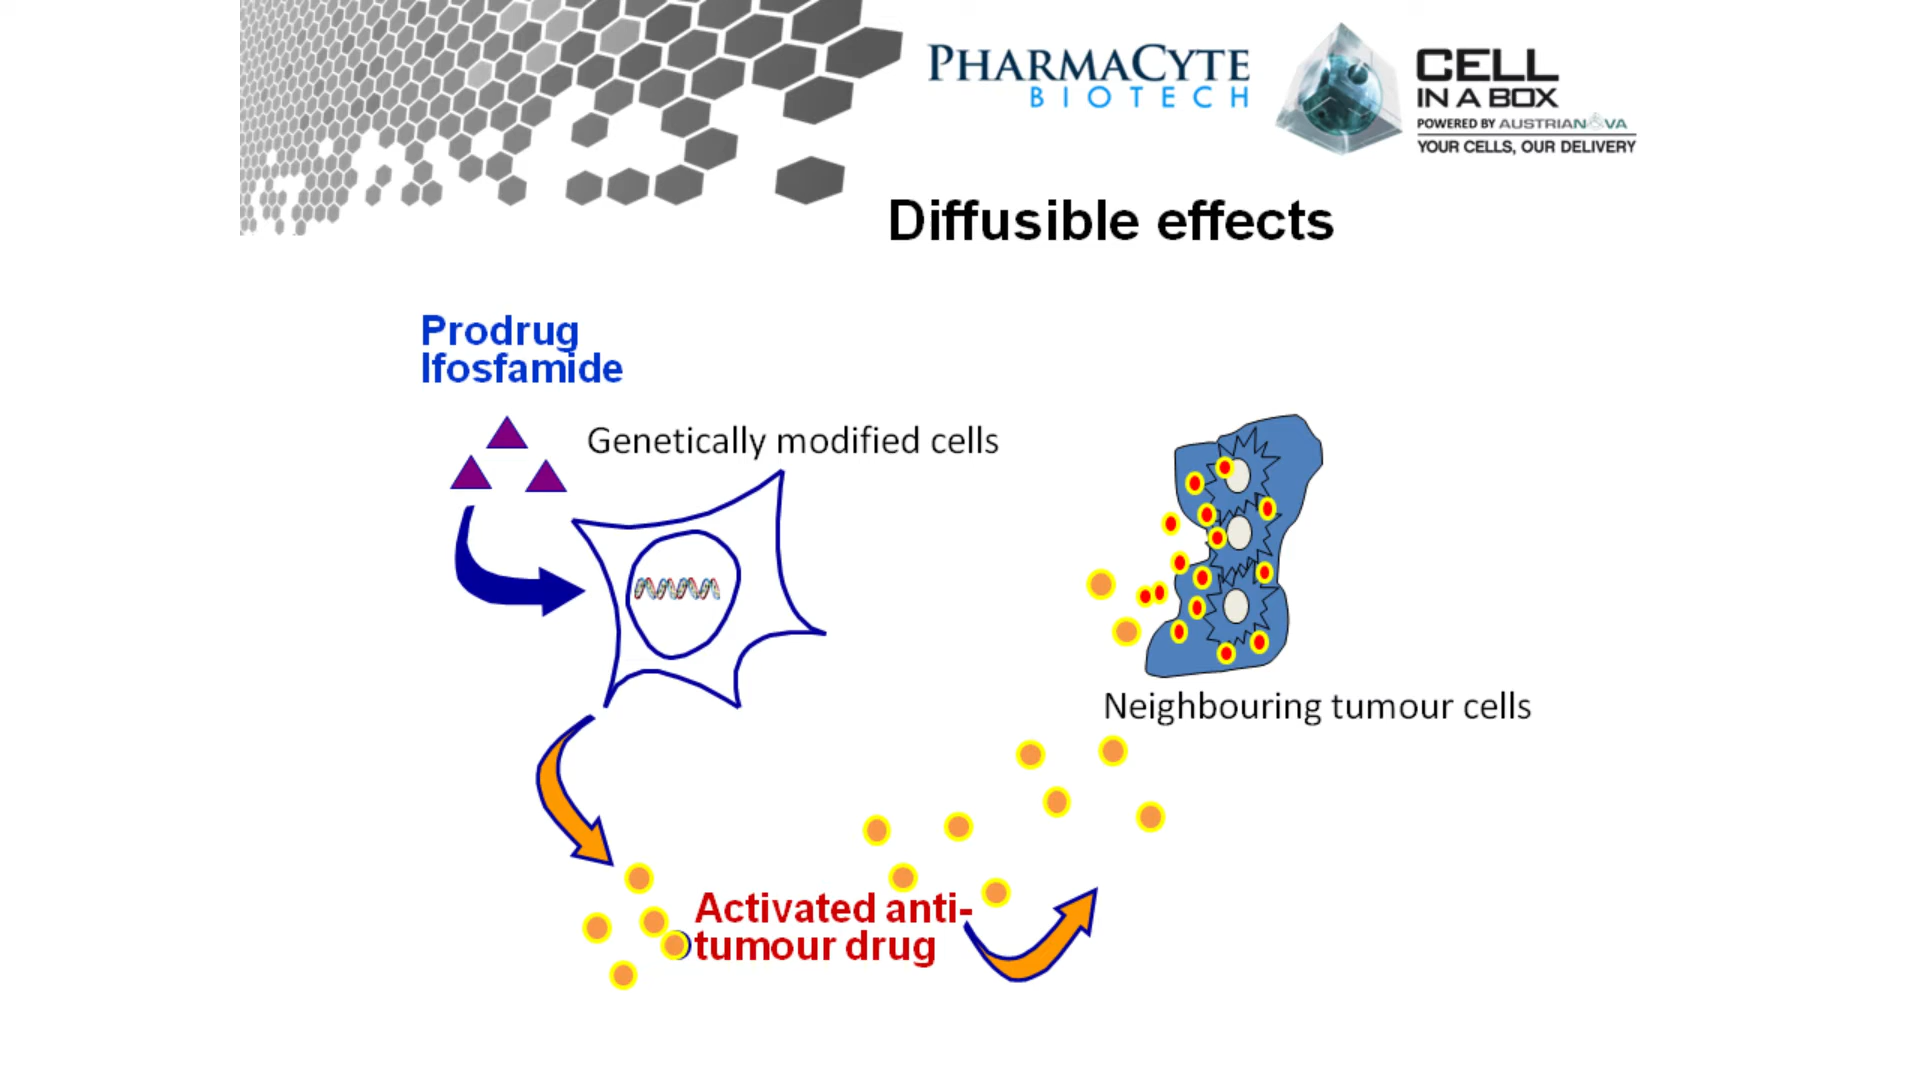 PHARMACYTE
BIOTECH
CELL
IN A BOX
POWERED BY AUSTRIANOVA
YOUR CELLS, OUR DELIVERY
Diffusible effects
Prodrug
Ifosfamide
Genetically modified cells
Neighbouring tumour cells
Activated anti-
tumour drug